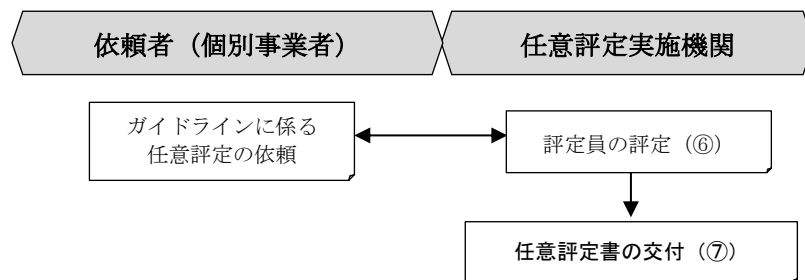 依頼者（個別事業者）
任意評定実施機関
ガイドラインに係る
任意評定の依頼
評定員の評定（⑥）
任意評定書の交付（⑦）